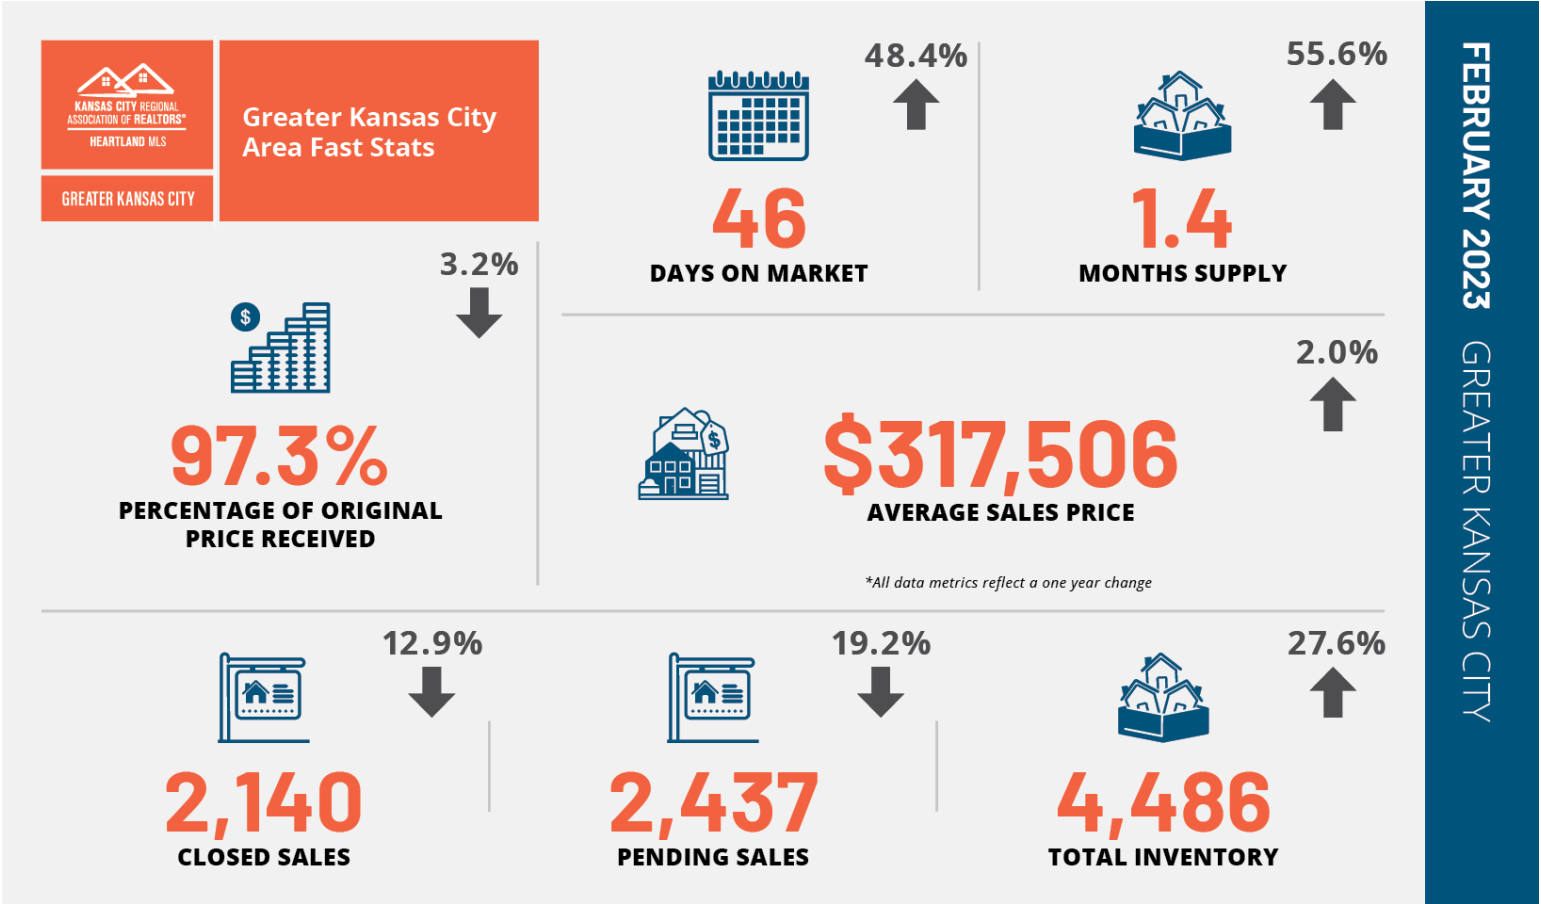 KANSAS CITY REGIONAL
ASSOCIATION OF REALTORS®
HEARTLAND MLS
GREATER KANSAS CITY
Greater Kansas City
Area Fast Stats
48.4%
46
DAYS ON MARKET
55.6%
1.4
MONTHS SUPPLY
3.2%
$
97.3%
PERCENTAGE OF ORIGINAL
PRICE RECEIVED
2.0%
$
$317,506
AVERAGE SALES PRICE
*All data metrics reflect a one year change
12.9%
2,140
CLOSED SALES
19.2%
2,437
PENDING SALES
27.6%
4,486
TOTAL INVENTORY
FEBRUARY 2023 GREATER KANSAS CITY